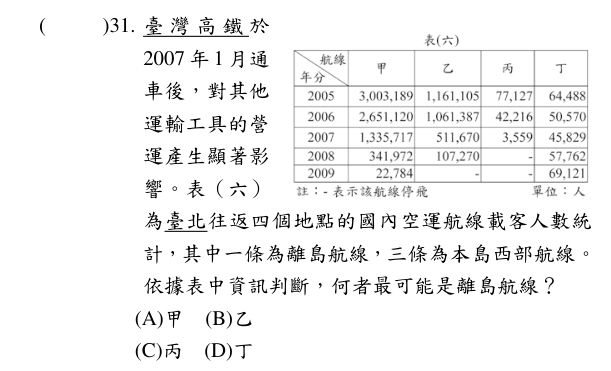 (　　)31. 臺灣高鐵於
2007 年 1 月通
車後，對其他
運輸工具的營
運產生顯著影
響。表（六）
表(六)
航線 年分 甲 乙 丙 丁
2005 3,003,189 1,161,105 77,127 64,488
2006 2,651,120 1,061,387 42,216 50,570
2007 1,335,717 511,670 3,559 45,829
2008 341,972 107,270 - 57,762
2009 22,784 - - 69,121
註：- 表示該航線停飛 單位：人
為臺北往返四個地點的國內空運航線載客人數統
計，其中一條為離島航線，三條為本島西部航線。
依據表中資訊判斷，何者最可能是離島航線？
(A)甲 (B)乙
(C)丙 (D)丁